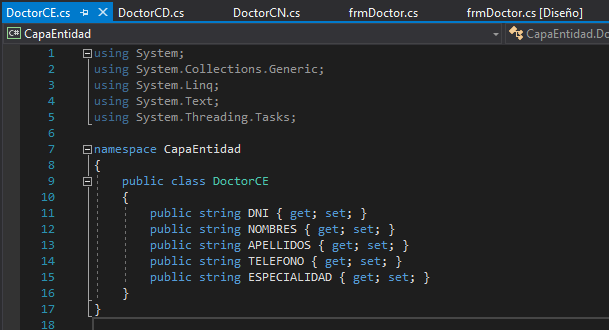 DoctorCE.cs DoctorCD.cs DoctorCN.cs frmDoctor.cs frmDoctor.cs [Diseño]
C# CapaEntidad CapaEntidad.Do
1 using System;
2 using System.Collections.Generic;
3 using System.Linq;
4 using System.Text;
5 using System.Threading.Tasks;
6
7 namespace CapaEntidad
8 {
9 public class DoctorCE
10 {
11 public string DNI { get; set; }
12 public string NOMBRES { get; set; }
13 public string APELLIDOS { get; set; }
14 public string TELEFONO { get; set; }
15 public string ESPECIALIDAD { get; set; }
16 }
17 }
18